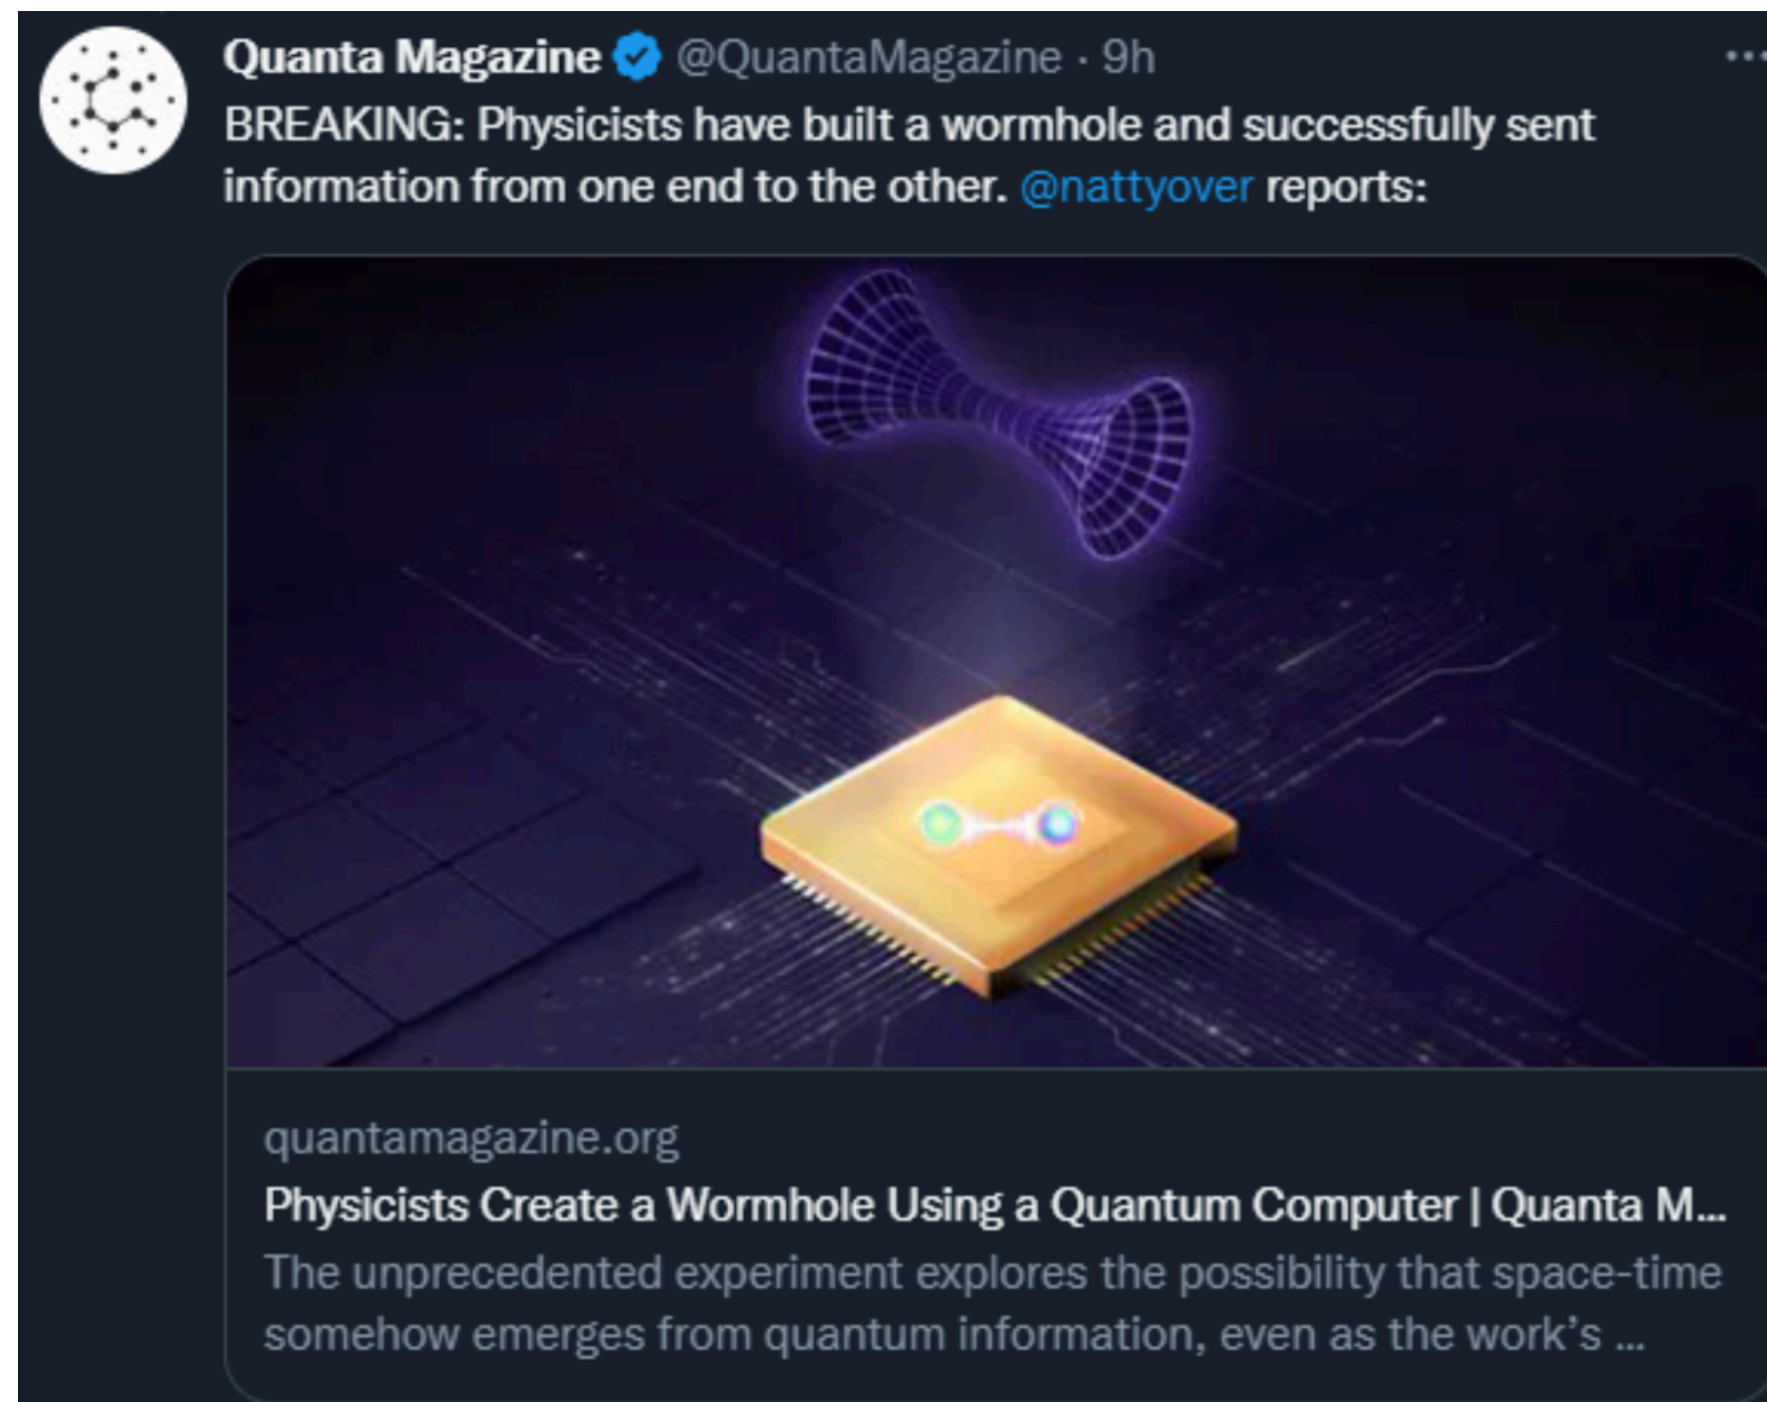 Quanta Magazine @QuantaMagazine · 9h
BREAKING: Physicists have built a wormhole and successfully sent
information from one end to the other. @nattyover reports:
quantamagazine.org
Physicists Create a Wormhole Using a Quantum Computer | Quanta M...
The unprecedented experiment explores the possibility that space-time
somehow emerges from quantum information, even as the work’s ...